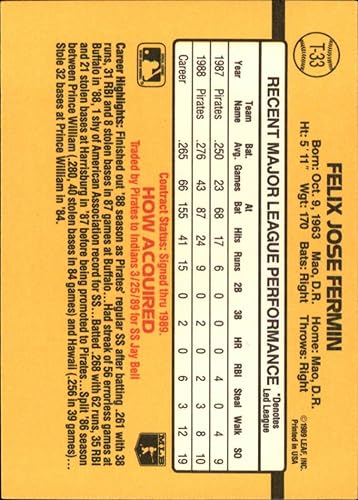 T-33
FELIX JOSE FERMIN
Born: Oct. 9, 1963 Mao, D.R. Home: Mao, D.R.
Ht: 5' 11" Wgt: 170 Bats: Right Throws: Right
©1989 LEAF, INC.
Printed in USA
RECENT MAJOR LEAGUE PERFORMANCE
*Denotes
Led League
Year Team Name Bat. Avg. Games At Bat Hits Runs 2B 3B HR RBI Steal Walk SO
1987 Pirates .250 23 68 17 6 0 0 0 4 0 4 9
1988 Pirates .276 43 87 24 9 0 2 0 2 3 8 10
Career .265 66 155 41 15 0 2 0 6 3 12 19
Contract Status: Signed thru 1989.
HOW ACQUIRED
Traded by Pirates to Indians 3/25/89 for SS Jay Bell
MLB
Career Highlights: Finished out '88 season as Pirates' regular SS after batting .261 with 38
runs, 31 RBI and 8 stolen bases in 87 games at Buffalo... Had streak of 56 errorless games at
Buffalo in '88, 1 shy of American Association record for SS... Batted .268 with 62 runs, 35 RBI
and 21 stolen bases at Harrisburg in '87 before being promoted to Pirates... Split '86 season
between Prince William (.280, 40 stolen bases in 84 games) and Hawaii (.256 in 39 games)...
Stole 32 bases at Prince William in '84.